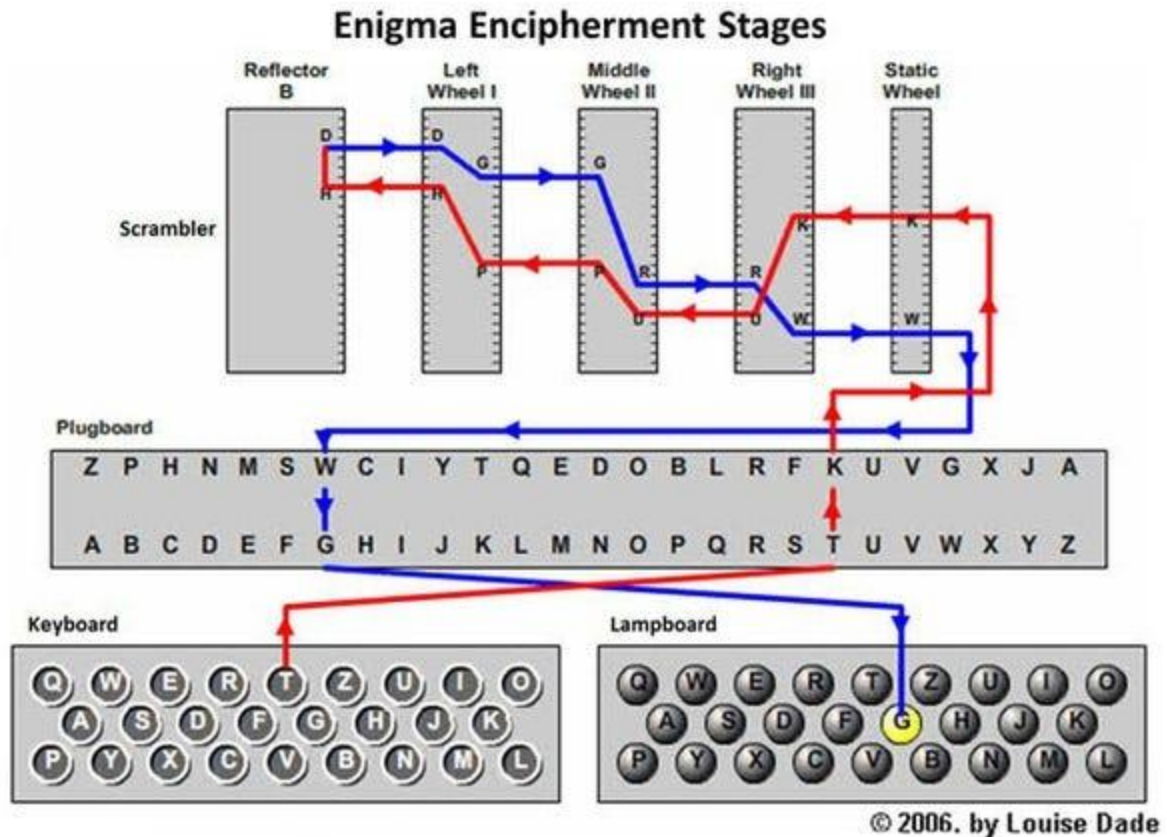 Enigma Encipherment Stages
Reflector B
Left Wheel I
Middle Wheel II
Right Wheel III
Static Wheel
Scrambler
D D
G G
H H
K K
P P
R R
U U
W W
Plugboard
Z P H N M S W C I Y T Q E D O B L R F K U V G X J A
A B C D E F G H I J K L M N O P Q R S T U V W X Y Z
Keyboard
Q W E R T Z U I O
A S D F G H J K
P Y X C V B N M L
Lampboard
Q W E R T Z U I O
A S D F G H J K
P Y X C V B N M L
© 2006. by Louise Dade